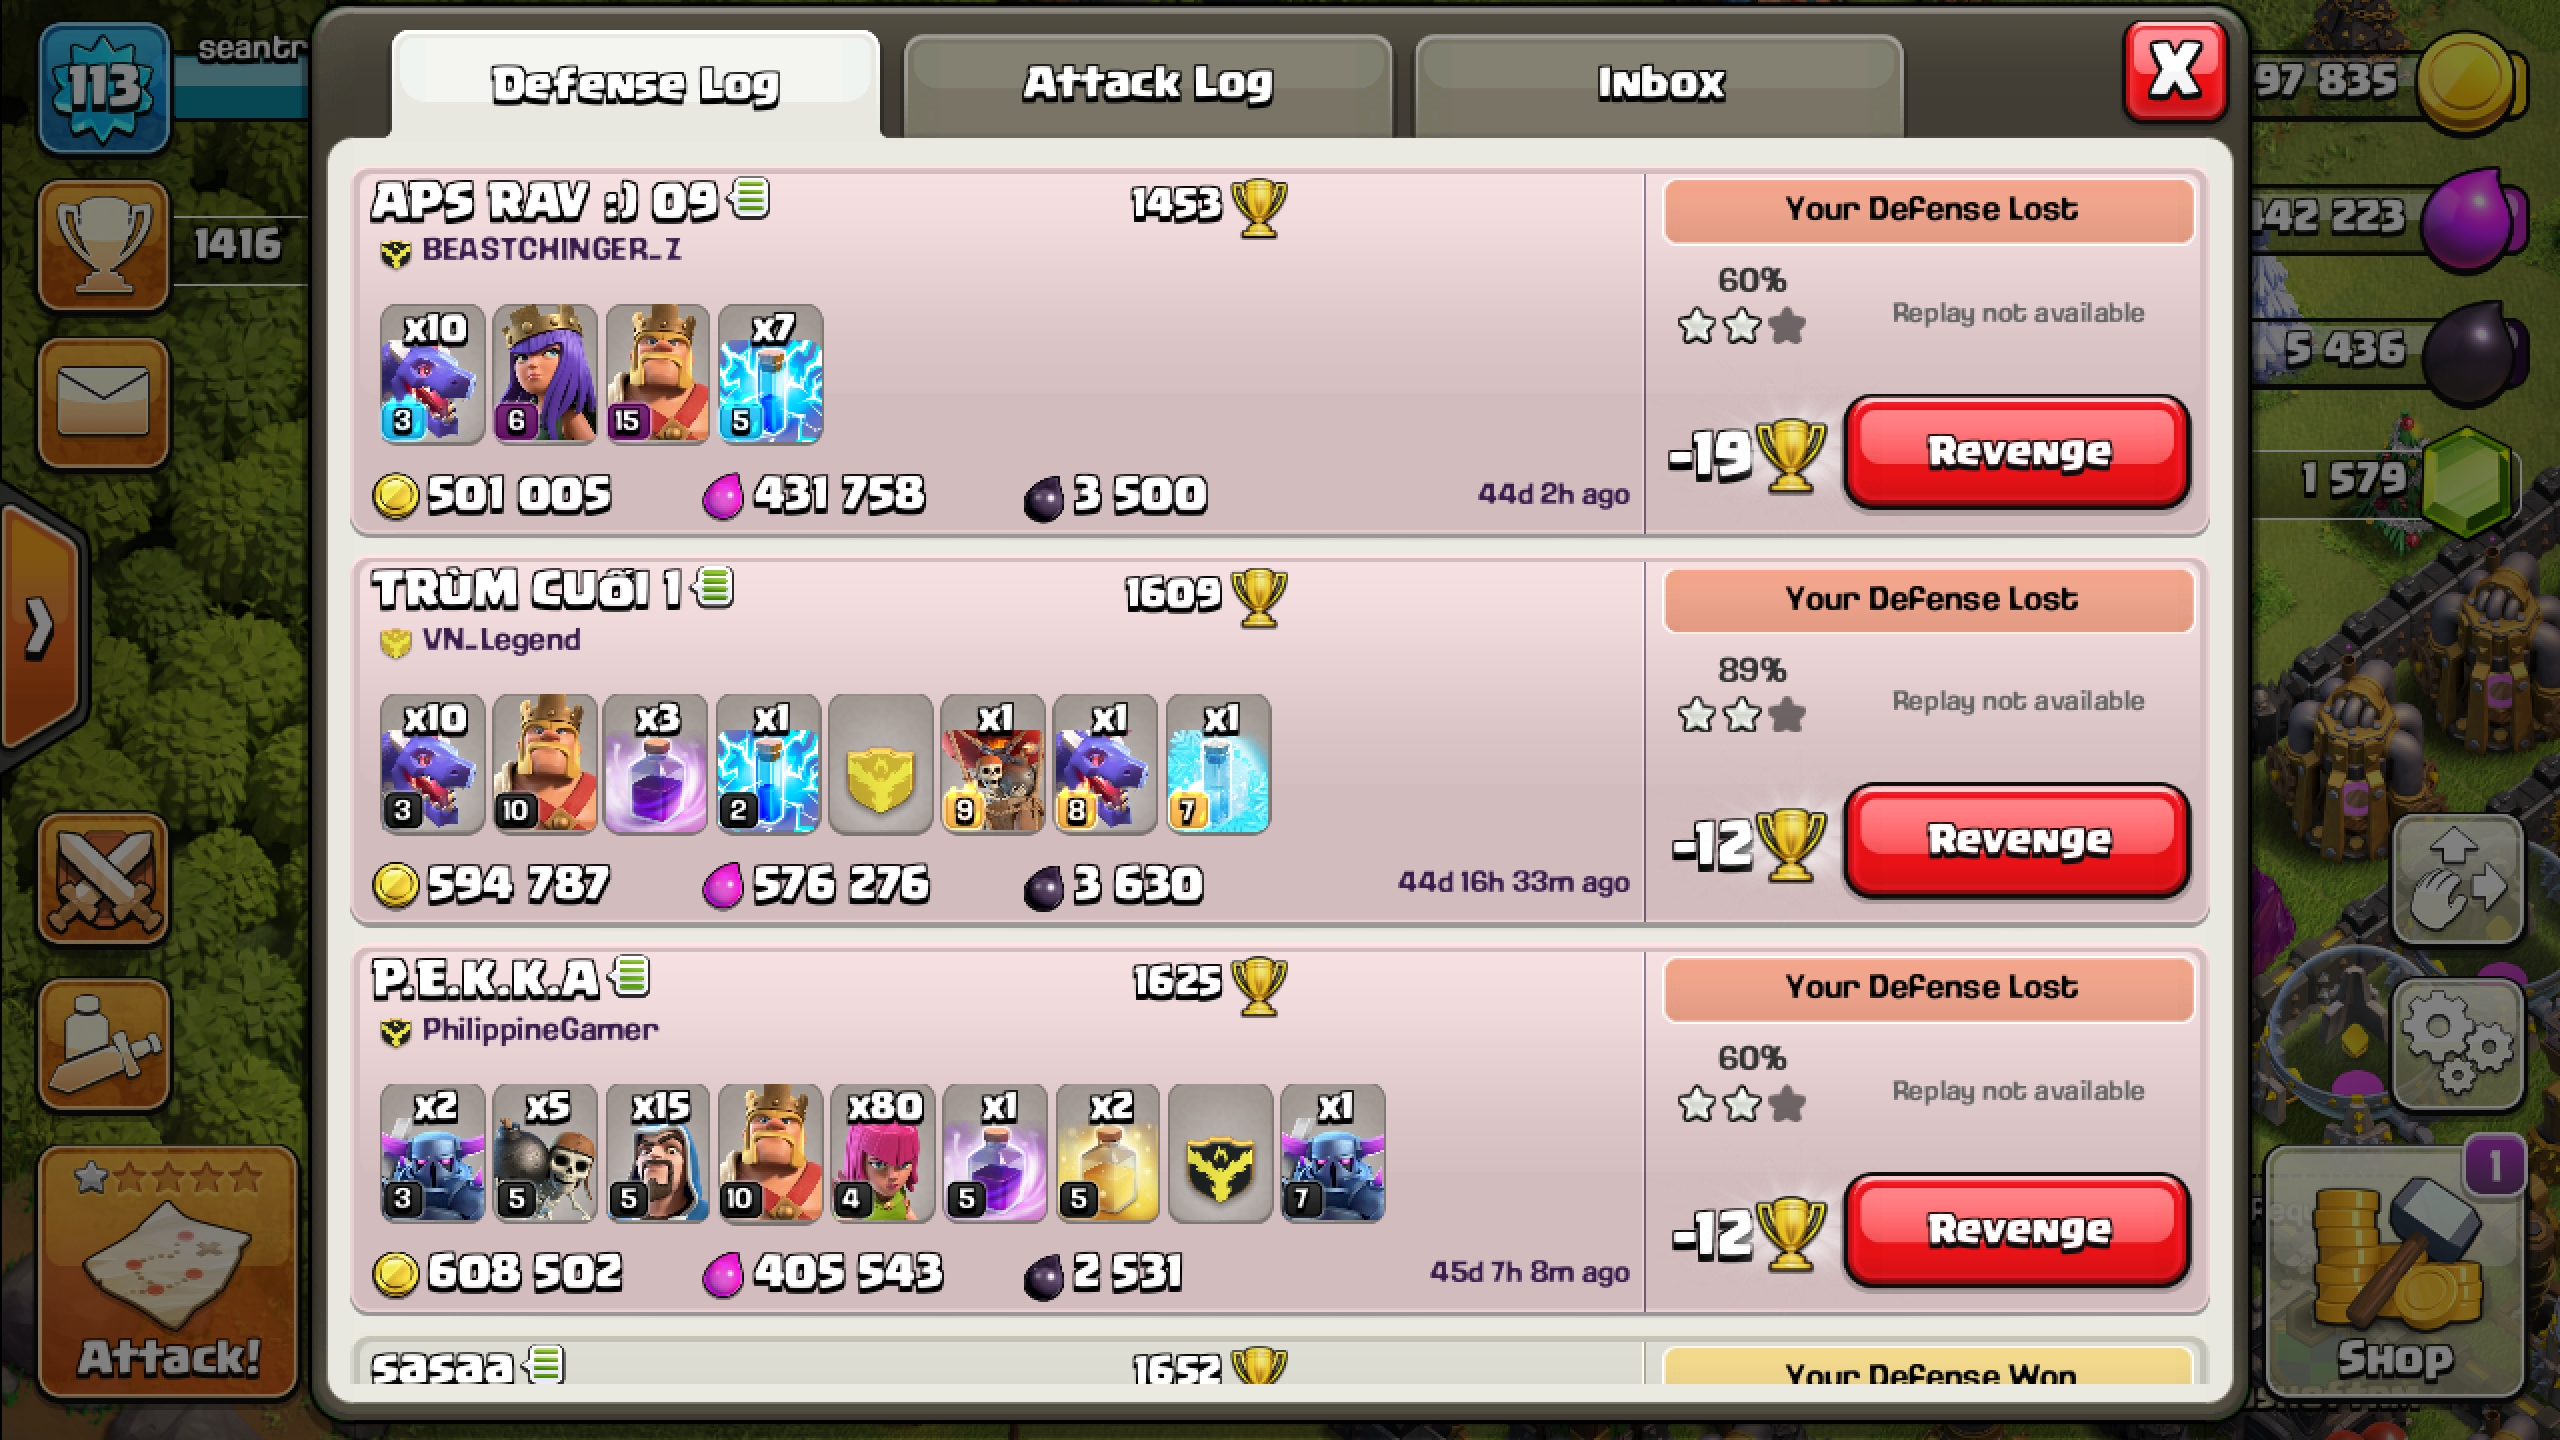 113
seantr
Defense Log
Attack Log
Inbox
X
97 835
1416
42 223
5 436
1 579
APS RAV :) 09
1453
BEASTCHINGER_Z
x10
x7
3
6
15
5
501 005
431 758
3 500
44d 2h ago
Your Defense Lost
60%
Replay not available
-19
Revenge
TRÙM CUỐI 1
1609
VN_Legend
x10
x3
x1
x1
x1
x1
3
10
2
9
8
7
594 787
576 276
3 630
44d 16h 33m ago
Your Defense Lost
89%
Replay not available
-12
Revenge
P.E.K.K.A
1625
PhilippineGamer
x2
x5
x15
x80
x1
x2
x1
3
5
5
10
4
5
5
7
608 502
405 543
2 531
45d 7h 8m ago
Your Defense Lost
60%
Replay not available
-12
Revenge
sasaa
1652
Your Defense Won
Attack!
1
Shop